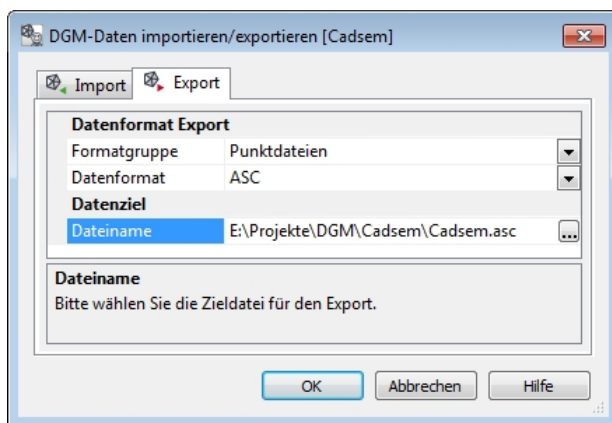 DGM-Daten importieren/exportieren [Cadsem]
Import Export
Datenformat Export
Formatgruppe Punktdateien
Datenformat ASC
Datenziel
Dateiname E:\Projekte\DGM\Cadsem\Cadsem.asc ...
Dateiname
Bitte wählen Sie die Zieldatei für den Export.
OK Abbrechen Hilfe